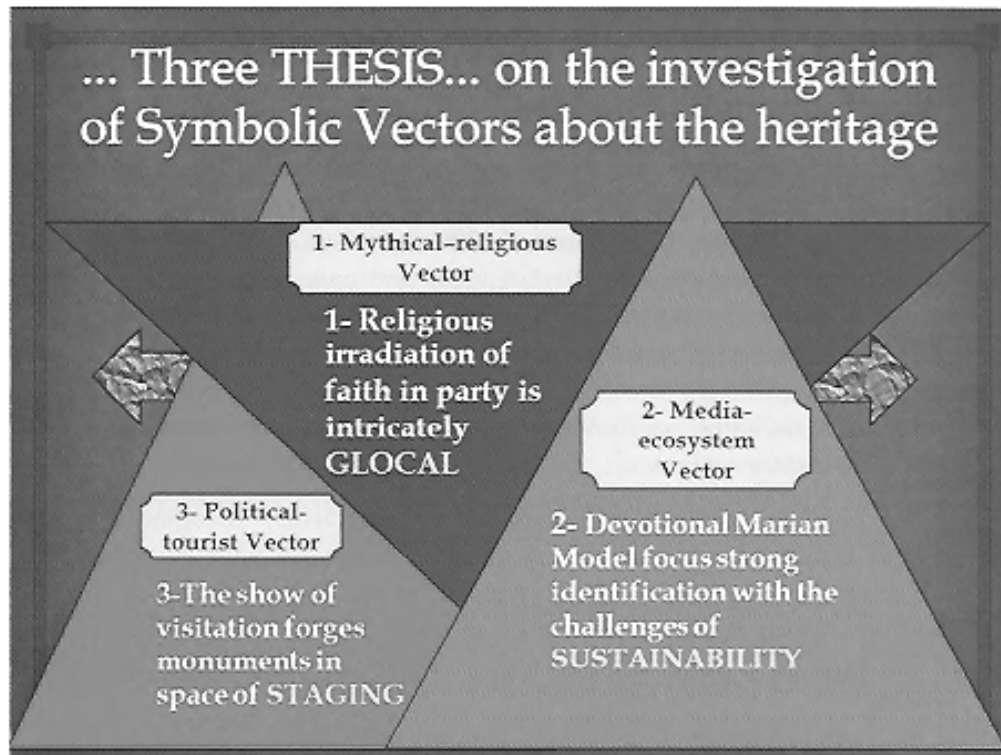 ... Three THESIS... on the investigation
of Symbolic Vectors about the heritage
1- Mythical–religious
Vector
1- Religious
irradiation of
faith in party is
intricately
GLOCAL
2- Media-
ecosystem
Vector
2- Devotional Marian
Model focus strong
identification with the
challenges of
SUSTAINABILITY
3- Political-
tourist Vector
3-The show of
visitation forges
monuments in
space of STAGING